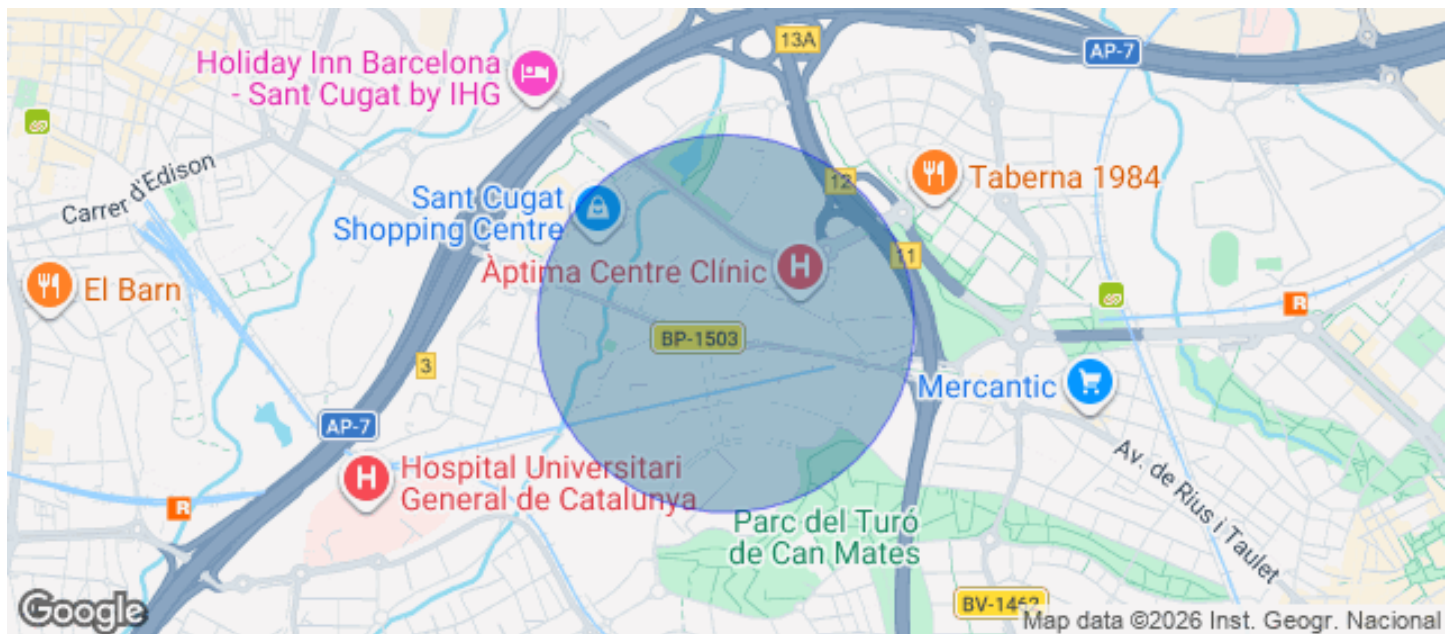 13A
AP-7
Holiday Inn Barcelona
- Sant Cugat by IHG
Carrer d'Edison
12
Taberna 1984
Sant Cugat
Shopping Centre
11
Àptima Centre Clínic
H
El Barn
R
BP-1503
3
Mercantic
AP-7
H
Hospital Universitari
General de Catalunya
R
Av. de Rius i Taulet
Parc del Turó
de Can Mates
BV-1462
Google
Map data ©2026 Inst. Geogr. Nacional